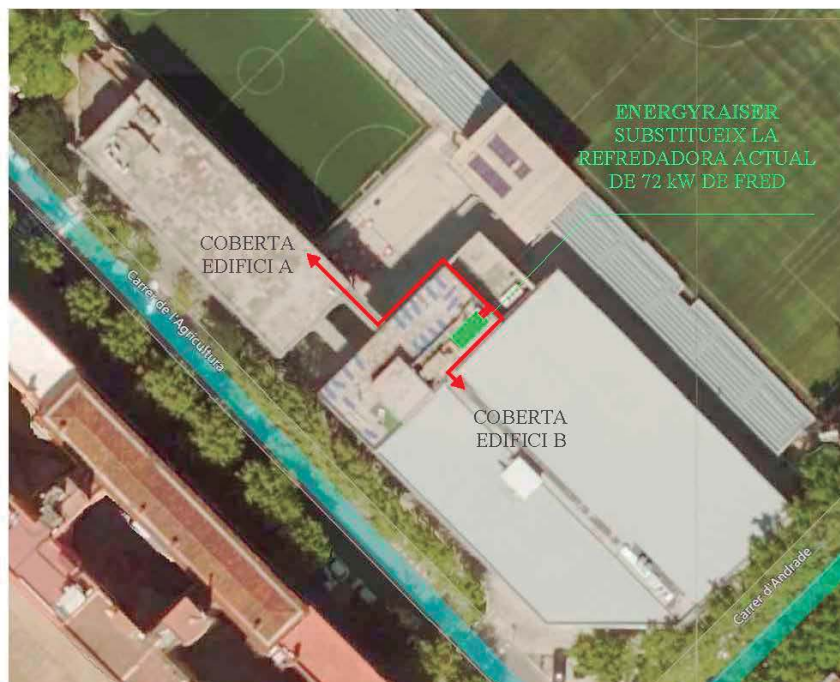 ENERGYRAISER
SUBSTITUEIX LA
REFREDADORA ACTUAL
DE 72 kW DE FRED
COBERTA
EDIFICI A
Carrer de l'Agricultura
COBERTA
EDIFICI B
Carrer d'Andrade